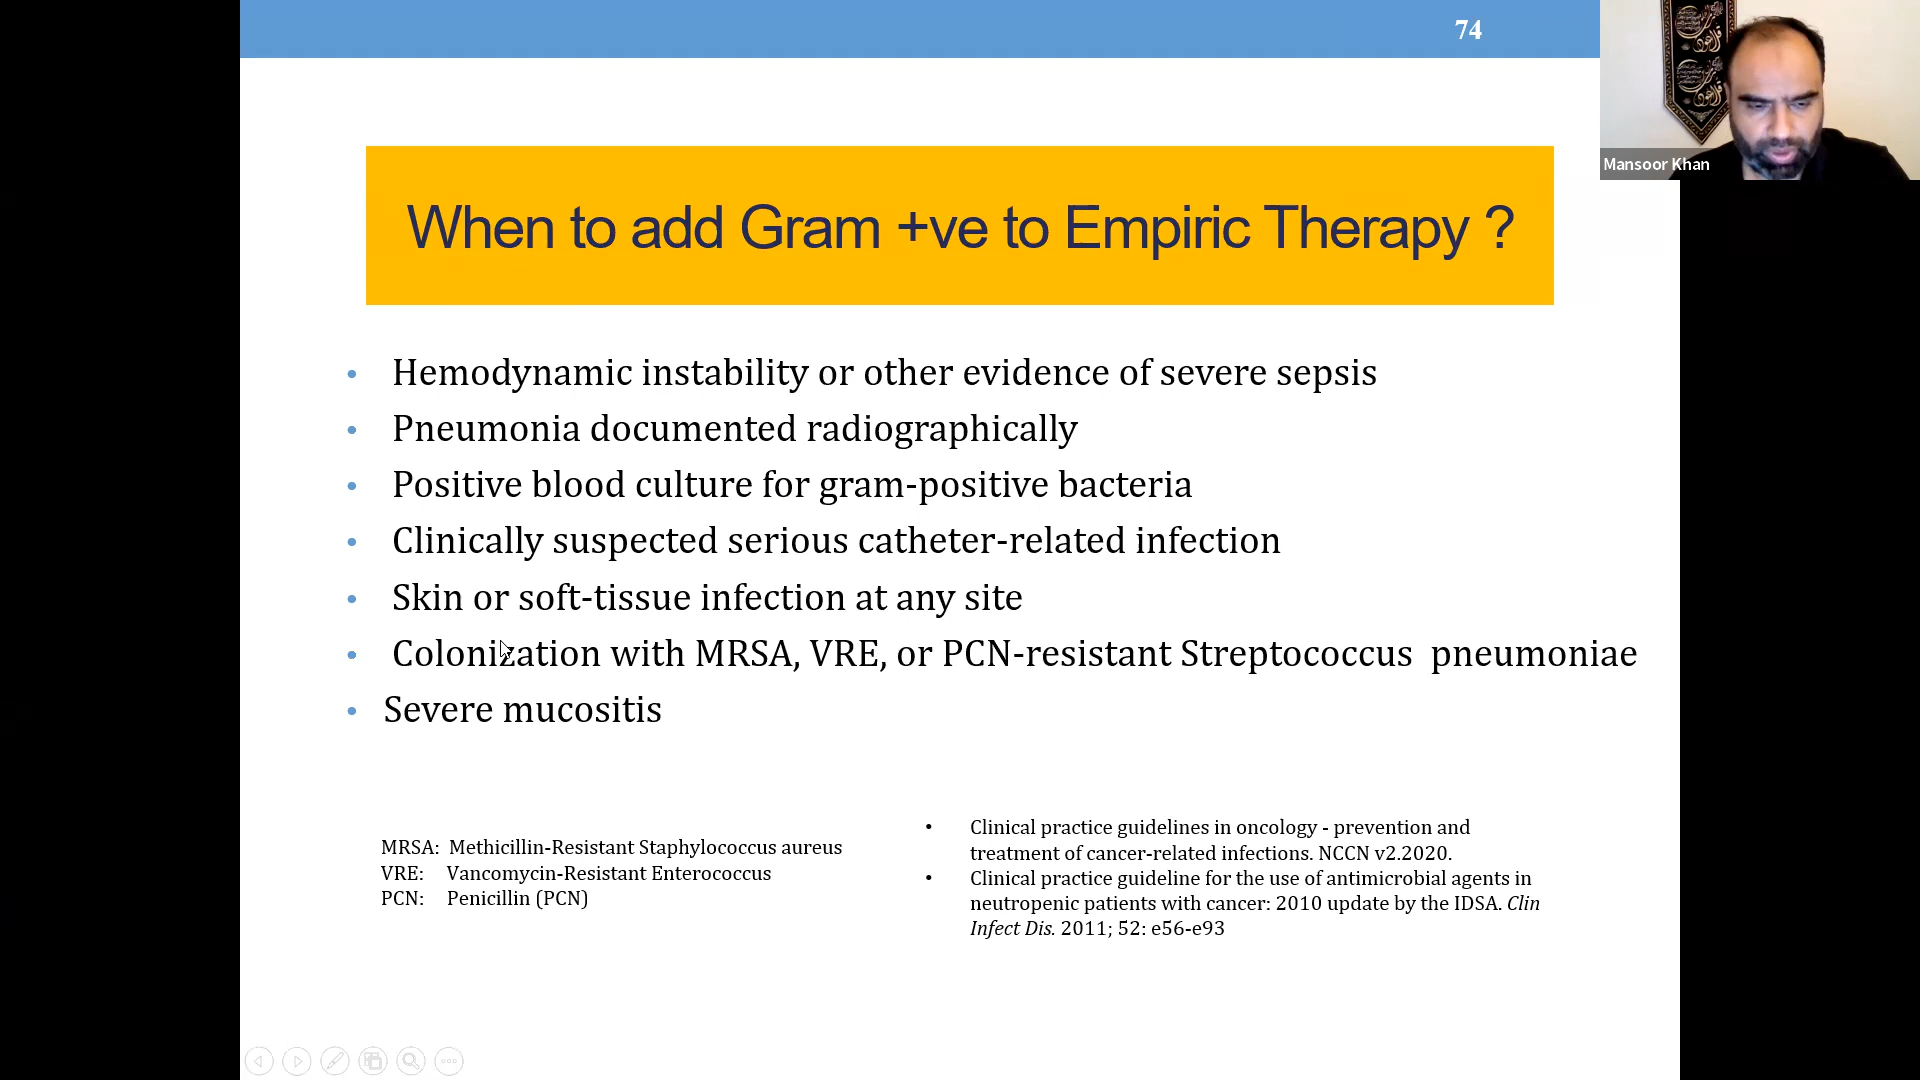 74
Mansoor Khan
When to add Gram +ve to Empiric Therapy ?
• Hemodynamic instability or other evidence of severe sepsis
• Pneumonia documented radiographically
• Positive blood culture for gram-positive bacteria
• Clinically suspected serious catheter-related infection
• Skin or soft-tissue infection at any site
• Colonization with MRSA, VRE, or PCN-resistant Streptococcus pneumoniae
• Severe mucositis
MRSA: Methicillin-Resistant Staphylococcus aureus
VRE: Vancomycin-Resistant Enterococcus
PCN: Penicillin (PCN)
• Clinical practice guidelines in oncology - prevention and
treatment of cancer-related infections. NCCN v2.2020.
• Clinical practice guideline for the use of antimicrobial agents in
neutropenic patients with cancer: 2010 update by the IDSA. Clin
Infect Dis. 2011; 52: e56-e93